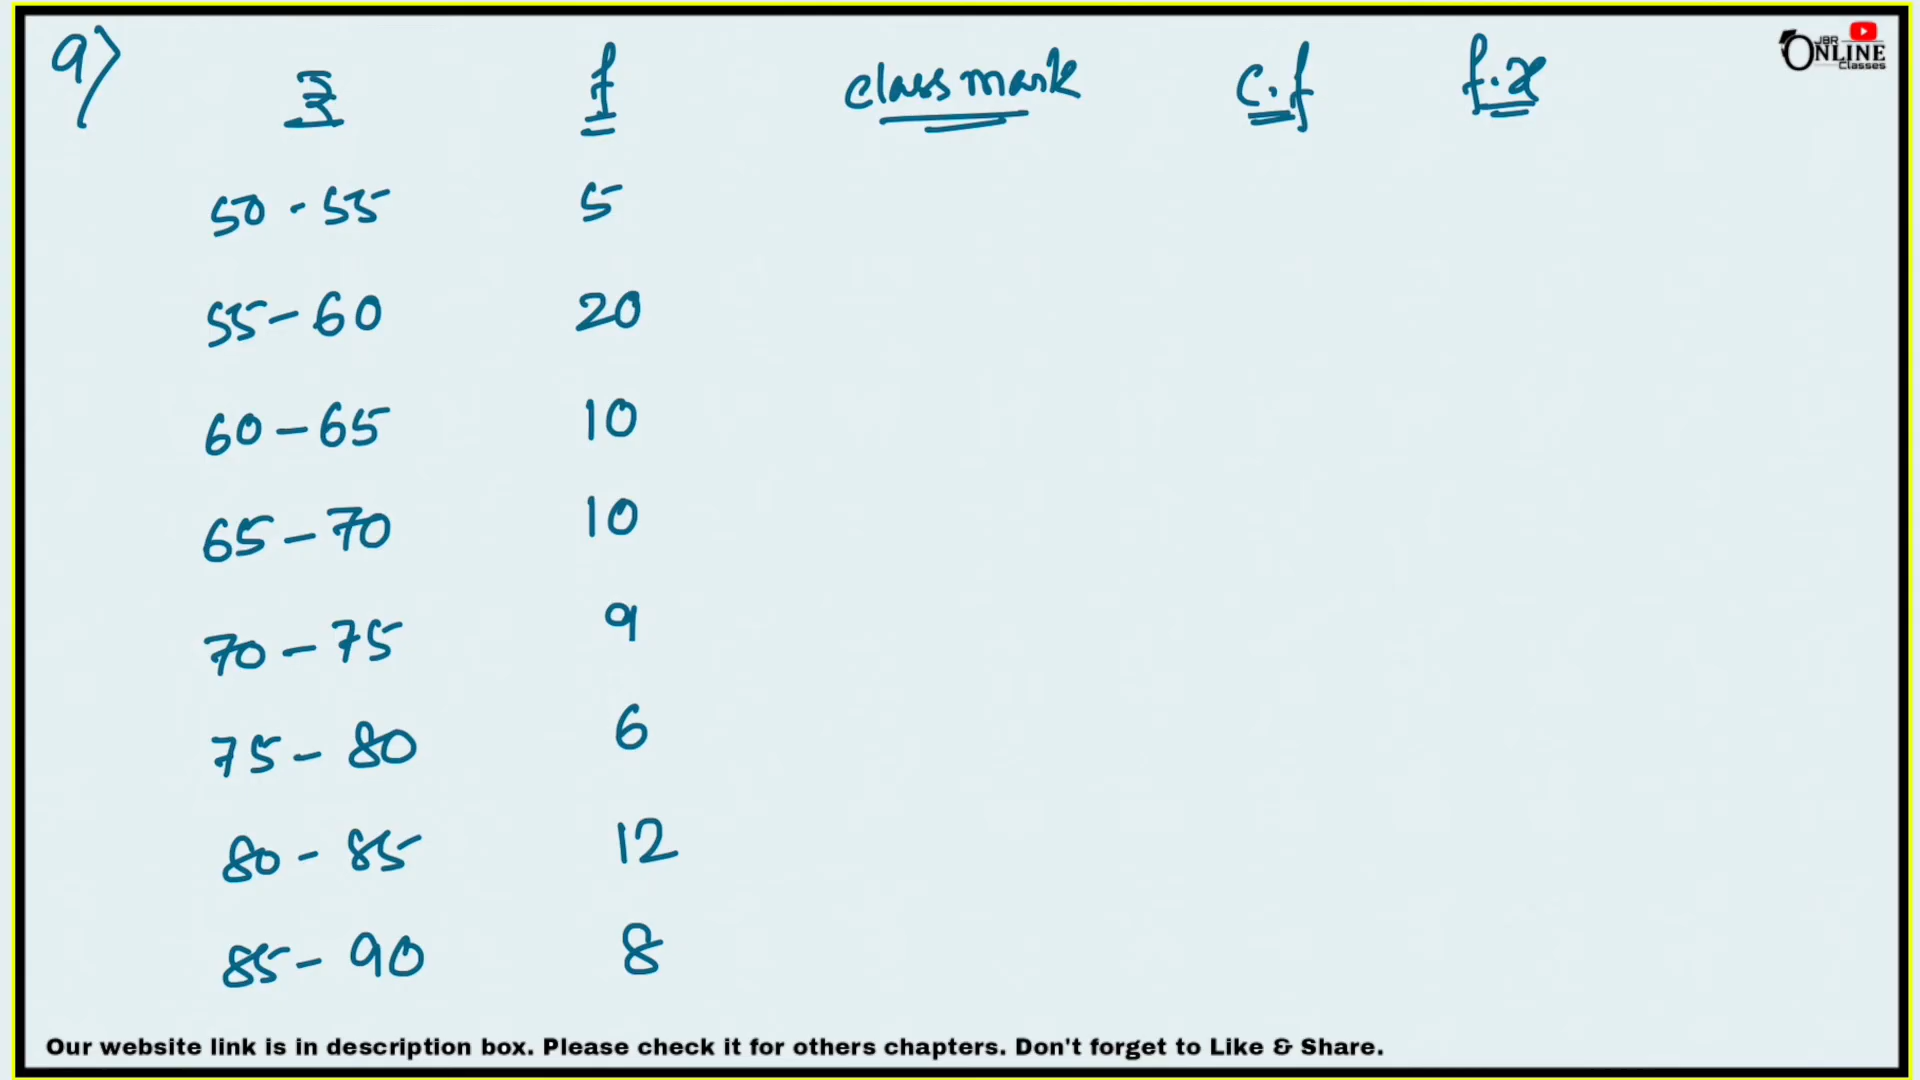 9) ₹ f class mark c.f f.x
JBR ONLINE Classes
50 - 55 5
55 - 60 20
60 - 65 10
65 - 70 10
70 - 75 9
75 - 80 6
80 - 85 12
85 - 90 8
Our website link is in description box. Please check it for others chapters. Don't forget to Like & Share.